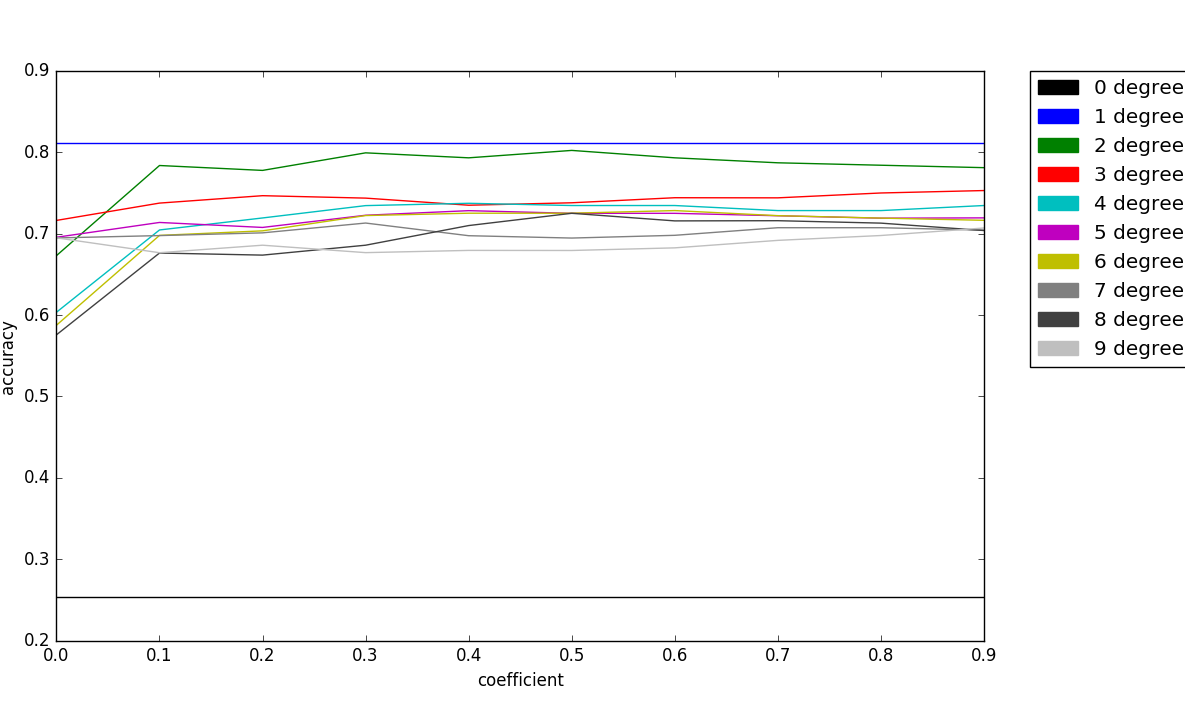 0.9
0.8
0.7
0.6
0.5
0.4
0.3
0.2
accuracy
0.0 0.1 0.2 0.3 0.4 0.5 0.6 0.7 0.8 0.9
coefficient
0 degree
1 degree
2 degree
3 degree
4 degree
5 degree
6 degree
7 degree
8 degree
9 degree